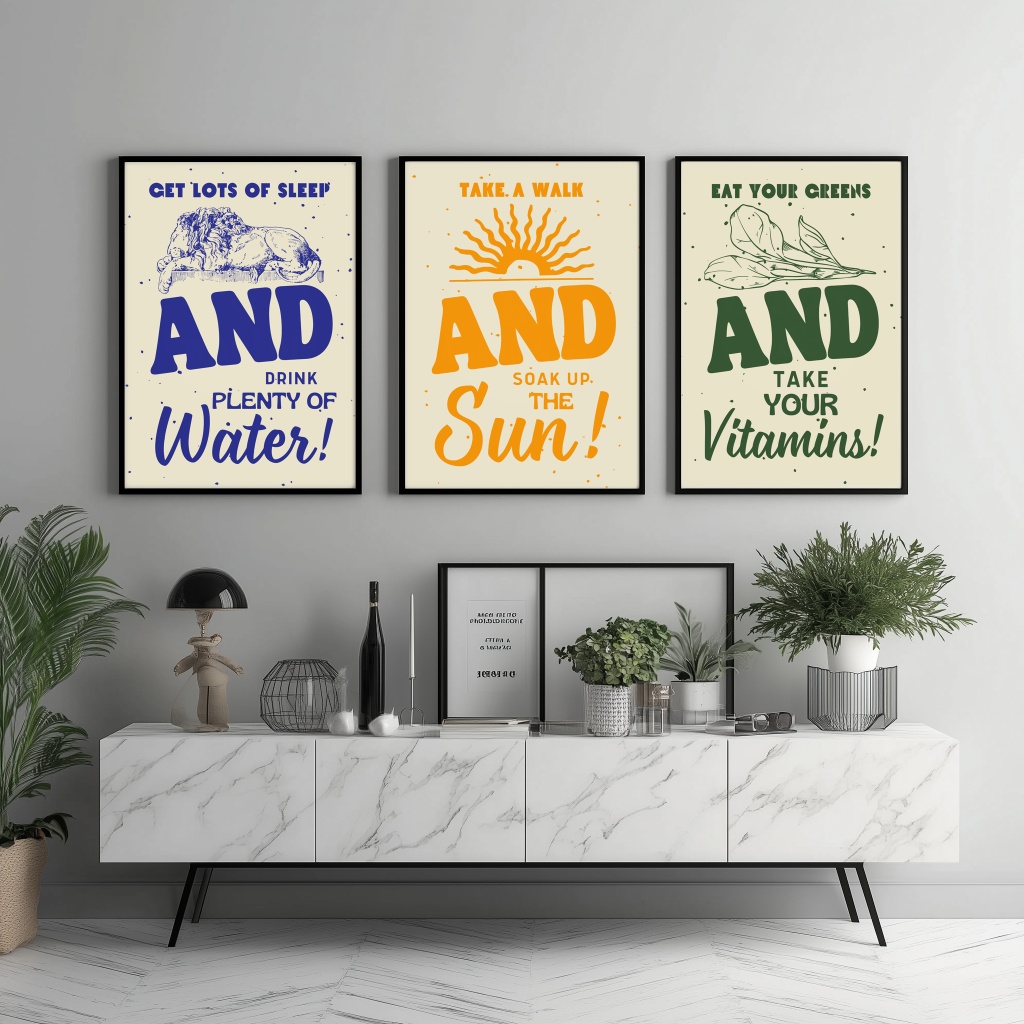 GET LOTS OF SLEEP
AND
DRINK
PLENTY OF
Water!
TAKE A WALK
AND
SOAK UP
THE
Sun!
EAT YOUR GREENS
AND
TAKE
YOUR
Vitamins!